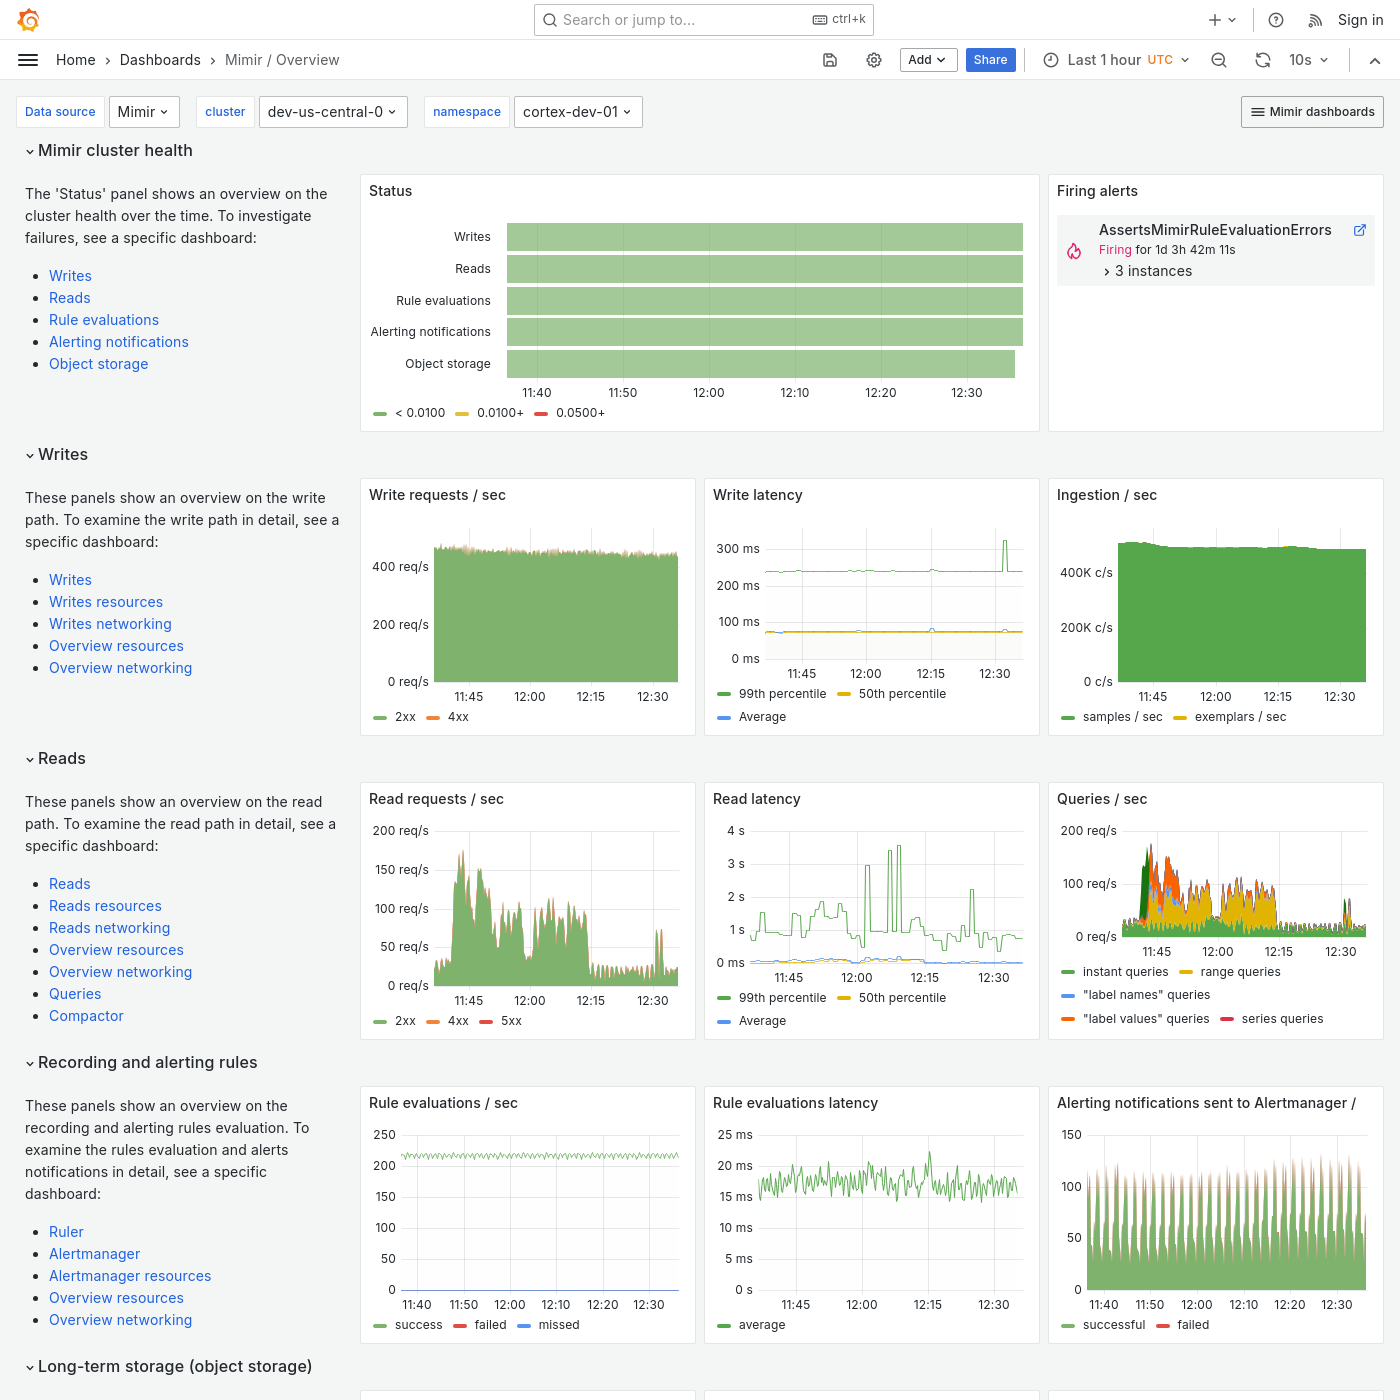 Search or jump to...
ctrl+k
Sign in
Home
Dashboards
Mimir / Overview
Add
Share
Last 1 hour UTC
10s
Data source
Mimir
cluster
dev-us-central-0
namespace
cortex-dev-01
Mimir dashboards
Mimir cluster health
The 'Status' panel shows an overview on the
cluster health over the time. To investigate
failures, see a specific dashboard:
Writes
Reads
Rule evaluations
Alerting notifications
Object storage
Status
Writes
Reads
Rule evaluations
Alerting notifications
Object storage
11:40 11:50 12:00 12:10 12:20 12:30
< 0.0100 0.0100+ 0.0500+
Firing alerts
AssertsMimirRuleEvaluationErrors
Firing for 1d 3h 42m 11s
3 instances
Writes
These panels show an overview on the write
path. To examine the write path in detail, see a
specific dashboard:
Writes
Writes resources
Writes networking
Overview resources
Overview networking
Write requests / sec
400 req/s
200 req/s
0 req/s
11:45 12:00 12:15 12:30
2xx 4xx
Write latency
300 ms
200 ms
100 ms
0 ms
11:45 12:00 12:15 12:30
99th percentile 50th percentile
Average
Ingestion / sec
400K c/s
200K c/s
0 c/s
11:45 12:00 12:15 12:30
samples / sec exemplars / sec
Reads
These panels show an overview on the read
path. To examine the read path in detail, see a
specific dashboard:
Reads
Reads resources
Reads networking
Overview resources
Overview networking
Queries
Compactor
Read requests / sec
200 req/s
150 req/s
100 req/s
50 req/s
0 req/s
11:45 12:00 12:15 12:30
2xx 4xx 5xx
Read latency
4 s
3 s
2 s
1 s
0 ms
11:45 12:00 12:15 12:30
99th percentile 50th percentile
Average
Queries / sec
200 req/s
100 req/s
0 req/s
11:45 12:00 12:15 12:30
instant queries range queries
"label names" queries
"label values" queries series queries
Recording and alerting rules
These panels show an overview on the
recording and alerting rules evaluation. To
examine the rules evaluation and alerts
notifications in detail, see a specific
dashboard:
Ruler
Alertmanager
Alertmanager resources
Overview resources
Overview networking
Rule evaluations / sec
250
200
150
100
50
0
11:40 11:50 12:00 12:10 12:20 12:30
success failed missed
Rule evaluations latency
25 ms
20 ms
15 ms
10 ms
5 ms
0 s
11:45 12:00 12:15 12:30
average
Alerting notifications sent to Alertmanager /
150
100
50
0
11:40 11:50 12:00 12:10 12:20 12:30
successful failed
Long-term storage (object storage)